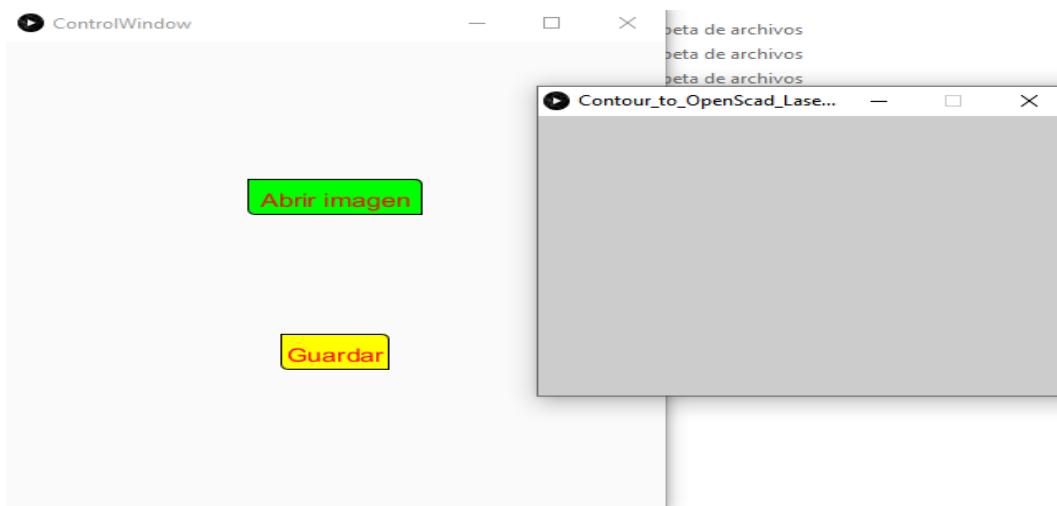 ControlWindow
peta de archivos
peta de archivos
peta de archivos
Contour_to_OpenScad_Lase...
Abrir imagen
Guardar